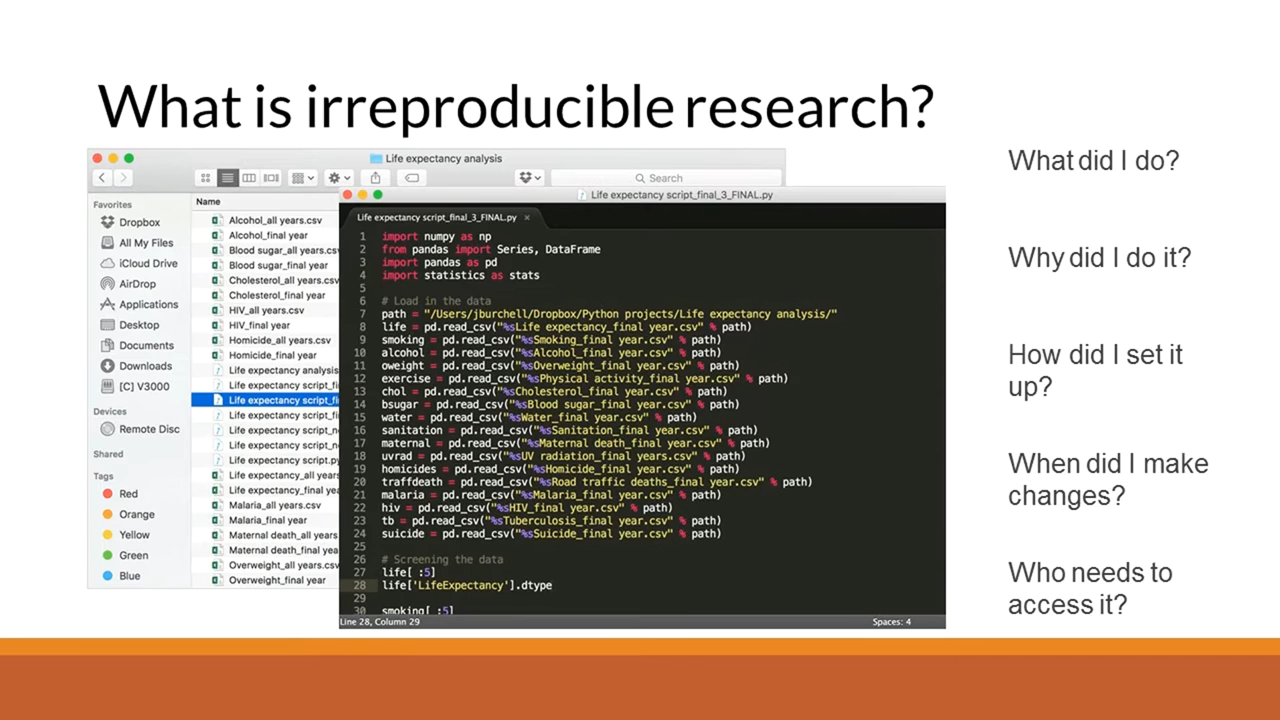 What is irreproducible research?
Life expectancy analysis
Search
Favorites
Dropbox
All My Files
iCloud Drive
AirDrop
Applications
Desktop
Documents
Downloads
[C] V3000
Devices
Remote Disc
Shared
Tags
Red
Orange
Yellow
Green
Blue
Name
Alcohol_all years.csv
Alcohol_final year
Blood sugar_all years.csv
Blood sugar_final year
Cholesterol_all years.csv
Cholesterol_final year
HIV_all years.csv
HIV_final year
Homicide_all years.csv
Homicide_final year
Life expectancy analysis
Life expectancy script_fi
Life expectancy script_fi
Life expectancy script_fi
Life expectancy script_n
Life expectancy script_n
Life expectancy script.py
Life expectancy_all years
Life expectancy_final yea
Malaria_all years.csv
Malaria_final year
Maternal death_all years
Maternal death_final yea
Overweight_all years.csv
Overweight_final year
Life expectancy script_final_3_FINAL.py
Life expectancy script_final_3_FINAL.py ×
1 import numpy as np
2 from pandas import Series, DataFrame
3 import pandas as pd
4 import statistics as stats
5
6 # Load in the data
7 path = "/Users/jburchell/Dropbox/Python projects/Life expectancy analysis/"
8 life = pd.read_csv("%sLife expectancy_final year.csv" % path)
9 smoking = pd.read_csv("%sSmoking_final year.csv" % path)
10 alcohol = pd.read_csv("%sAlcohol_final year.csv" % path)
11 oweight = pd.read_csv("%sOverweight_final year.csv" % path)
12 exercise = pd.read_csv("%sPhysical activity_final year.csv" % path)
13 chol = pd.read_csv("%sCholesterol_final year.csv" % path)
14 bsugar = pd.read_csv("%sBlood sugar_final year.csv" % path)
15 water = pd.read_csv("%sWater_final year.csv" % path)
16 sanitation = pd.read_csv("%sSanitation_final year.csv" % path)
17 maternal = pd.read_csv("%sMaternal death_final year.csv" % path)
18 uvrad = pd.read_csv("%sUV radiation_final years.csv" % path)
19 homicides = pd.read_csv("%sHomicide_final year.csv" % path)
20 traffdeath = pd.read_csv("%sRoad traffic deaths_final year.csv" % path)
21 malaria = pd.read_csv("%sMalaria_final year.csv" % path)
22 hiv = pd.read_csv("%sHIV_final year.csv" % path)
23 tb = pd.read_csv("%sTuberculosis_final year.csv" % path)
24 suicide = pd.read_csv("%sSuicide_final year.csv" % path)
25
26 # Screening the data
27 life[ :5]
28 life['LifeExpectancy'].dtype
29
30 smoking[ :5]
Line 28, Column 29
Spaces: 4
What did I do?
Why did I do it?
How did I set it
up?
When did I make
changes?
Who needs to
access it?